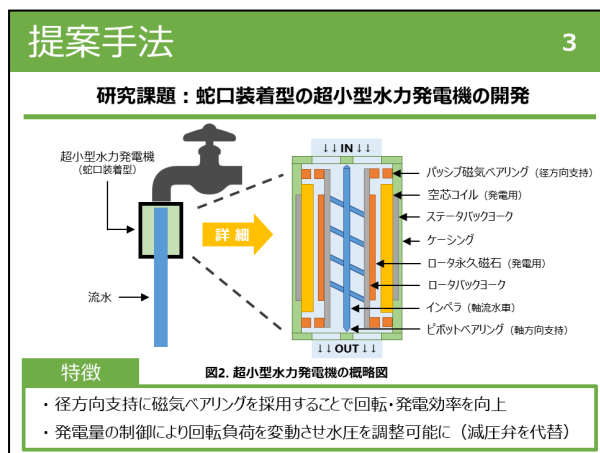 提案手法
3
研究課題：蛇口装着型の超小型水力発電機の開発
超小型水力発電機
（蛇口装着型）
流水
詳細
↓↓IN↓↓
パッシブ磁気ベアリング（径方向支持）
空芯コイル（発電用）
ステータバックヨーク
ケーシング
ロータ永久磁石（発電用）
ロータバックヨーク
インペラ（軸流水車）
ピボットベアリング（軸方向支持）
↓↓OUT↓↓
図2. 超小型水力発電機の概略図
特徴
・径方向支持に磁気ベアリングを採用することで回転・発電効率を向上
・発電量の制御により回転負荷を変動させ水圧を調整可能に（減圧弁を代替）